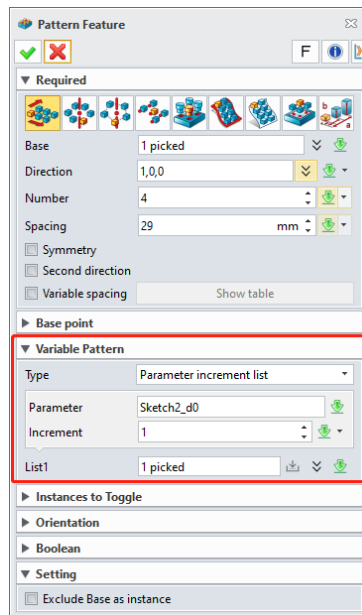 Pattern Feature
F
Required
Base 1 picked
Direction 1,0,0
Number 4
Spacing 29 mm
Symmetry
Second direction
Variable spacing Show table
Base point
Variable Pattern
Type Parameter increment list
Parameter Sketch2_d0
Increment 1
List1 1 picked
Instances to Toggle
Orientation
Boolean
Setting
Exclude Base as instance